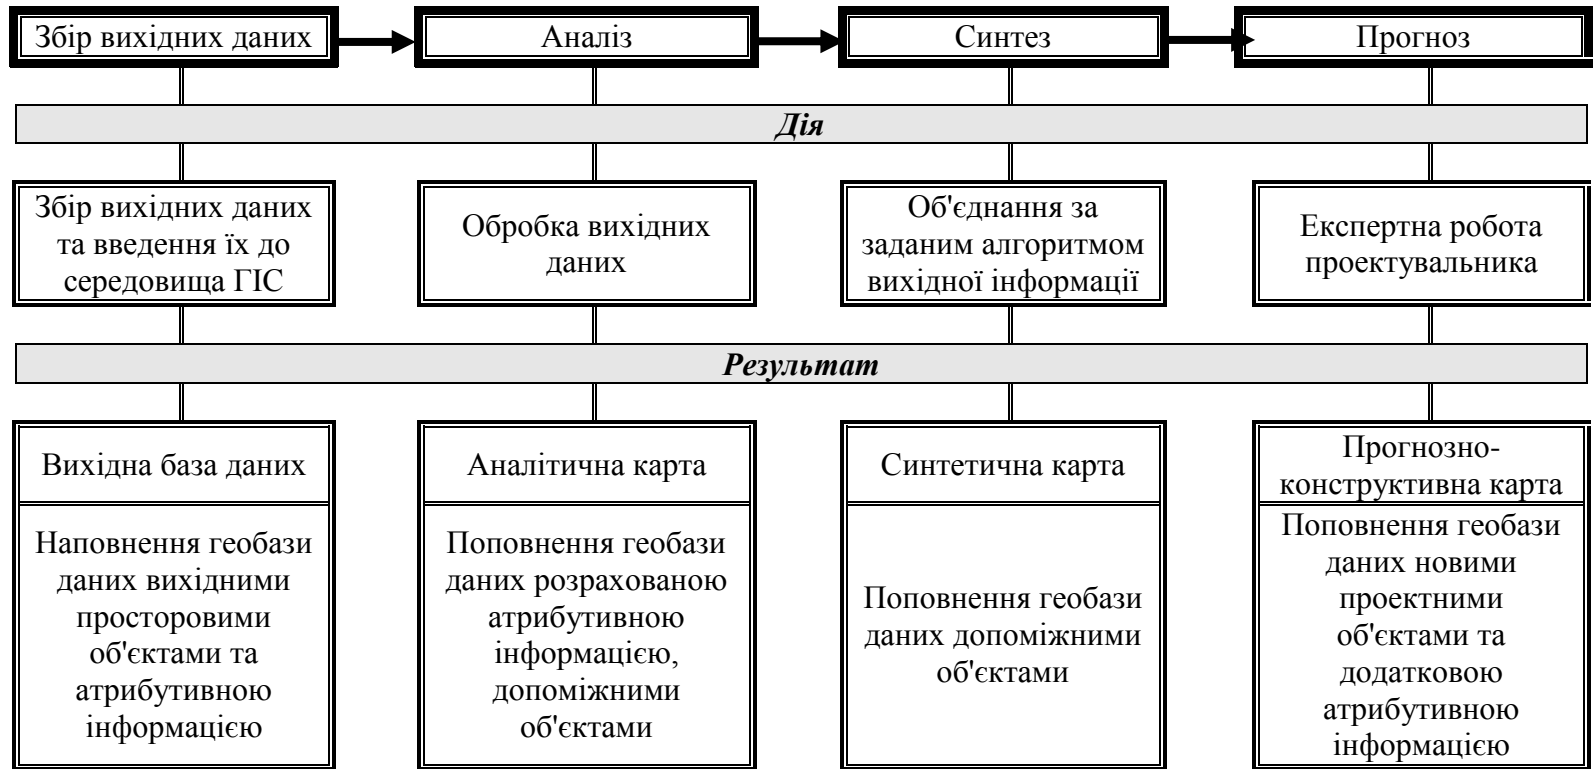 Збір вихідних даних
Аналіз
Синтез
Прогноз
Дія
Збір вихідних даних
та введення їх до
середовища ГІС
Обробка вихідних
даних
Об'єднання за
заданим алгоритмом
вихідної інформації
Експертна робота
проектувальника
Результат
Вихідна база даних
Аналітична карта
Синтетична карта
Прогнозно-
конструктивна карта
Наповнення геобази
даних вихідними
просторовими
об'єктами та
атрибутивною
інформацією
Поповнення геобази
даних розрахованою
атрибутивною
інформацією,
допоміжними
об'єктами
Поповнення геобази
даних допоміжними
об'єктами
Поповнення геобази
даних новими
проектними
об'єктами та
додатковою
атрибутивною
інформацією